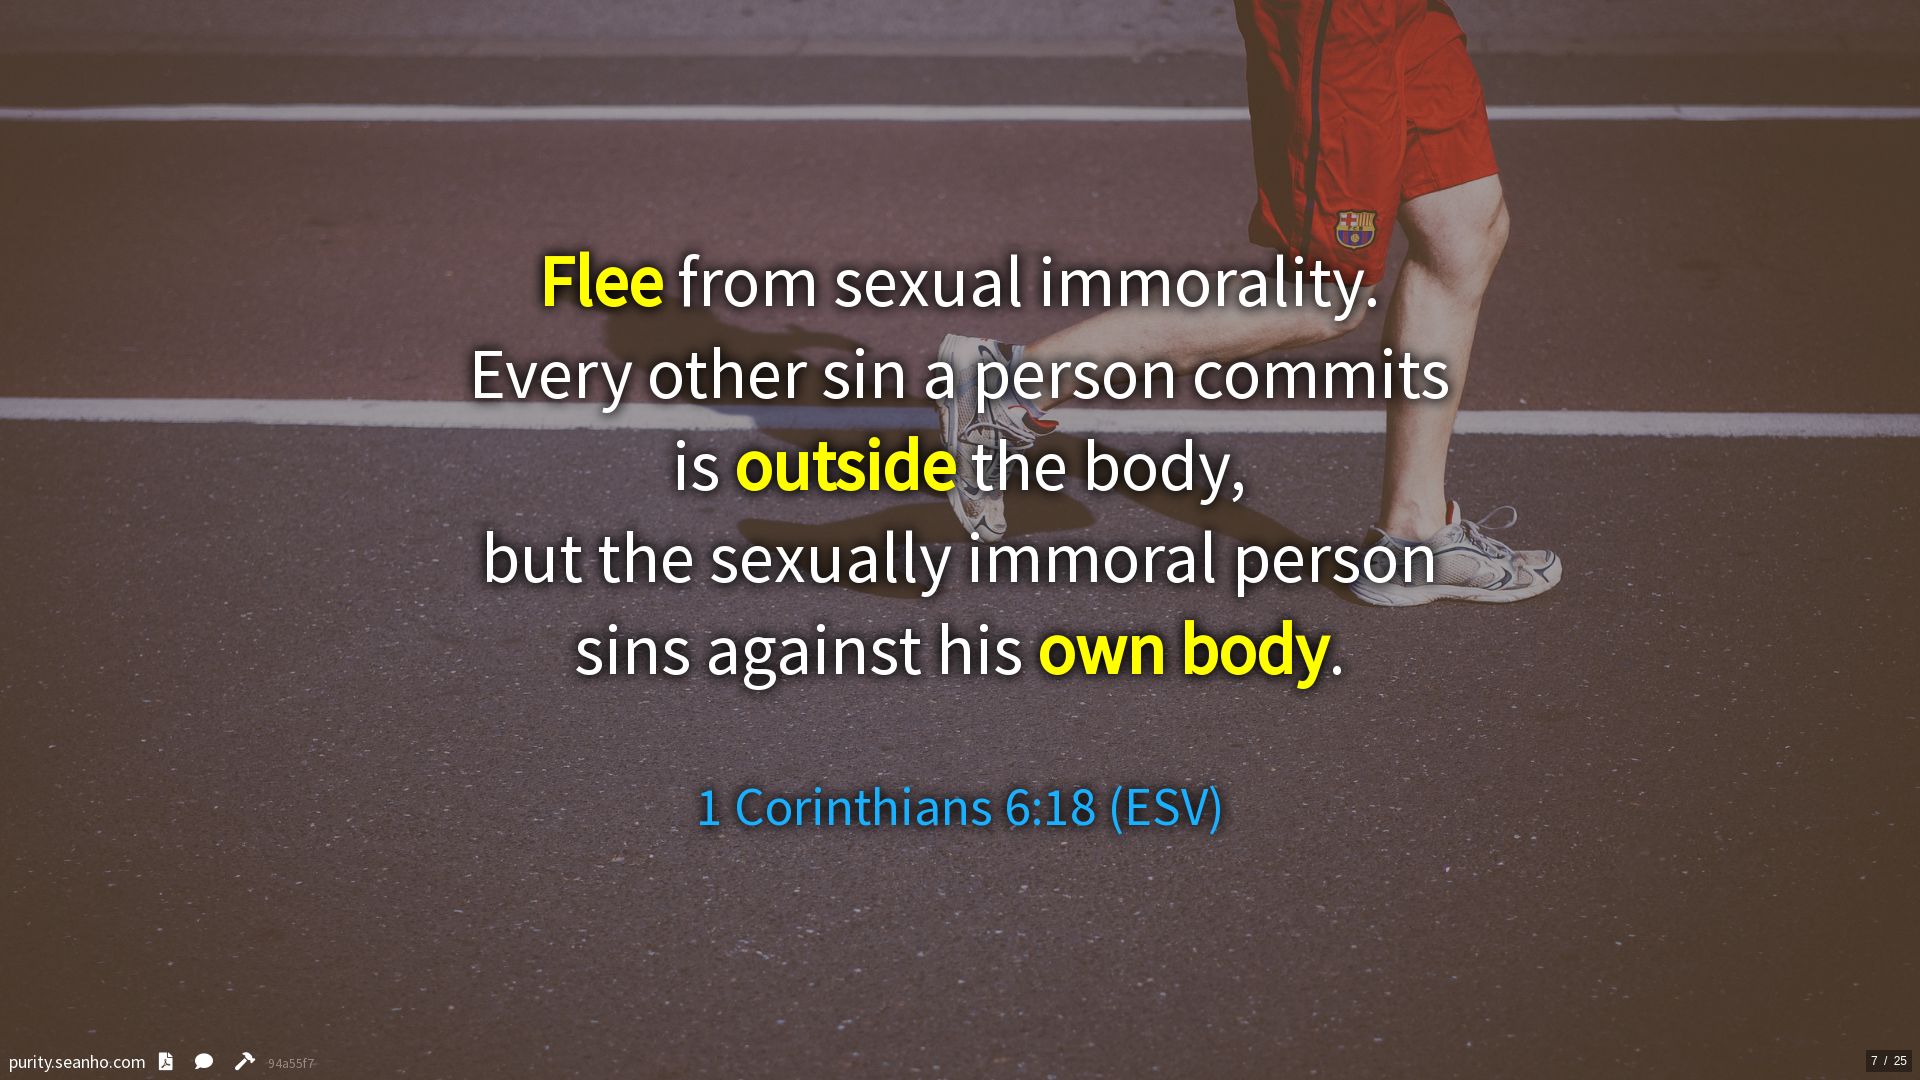 Flee from sexual immorality.
Every other sin a person commits
is outside the body,
but the sexually immoral person
sins against his own body.
1 Corinthians 6:18 (ESV)
purity.seanho.com
94a55f7
7 / 25